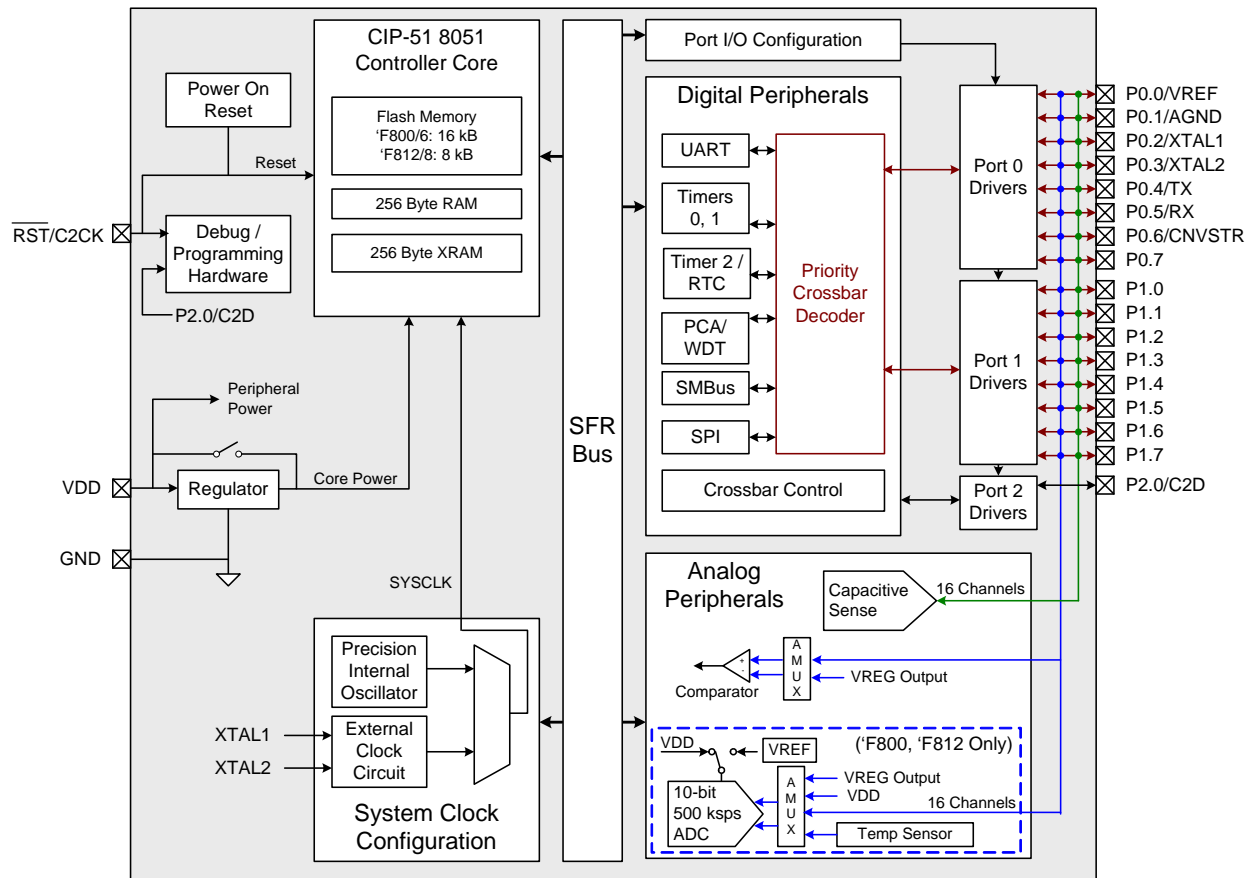 CIP-51 8051
Controller Core
Flash Memory
‘F800/6: 16 kB
‘F812/8: 8 kB
256 Byte RAM
256 Byte XRAM
Power On
Reset
Reset
RST/C2CK
Debug /
Programming
Hardware
P2.0/C2D
Peripheral
Power
VDD
Regulator
Core Power
GND
SYSCLK
Precision
Internal
Oscillator
XTAL1
XTAL2
External
Clock
Circuit
System Clock
Configuration
SFR
Bus
Port I/O Configuration
Digital Peripherals
UART
Timers
0, 1
Timer 2 /
RTC
PCA/
WDT
SMBus
SPI
Priority
Crossbar
Decoder
Crossbar Control
Port 0
Drivers
Port 1
Drivers
Port 2
Drivers
P0.0/VREF
P0.1/AGND
P0.2/XTAL1
P0.3/XTAL2
P0.4/TX
P0.5/RX
P0.6/CNVSTR
P0.7
P1.0
P1.1
P1.2
P1.3
P1.4
P1.5
P1.6
P1.7
P2.0/C2D
Analog
Peripherals
Capacitive
Sense
16 Channels
+
-
Comparator
A
M
U
X
VREG Output
(‘F800, ‘F812 Only)
VDD
VREF
10-bit
500 ksps
ADC
A
M
U
X
VREG Output
VDD
16 Channels
Temp Sensor